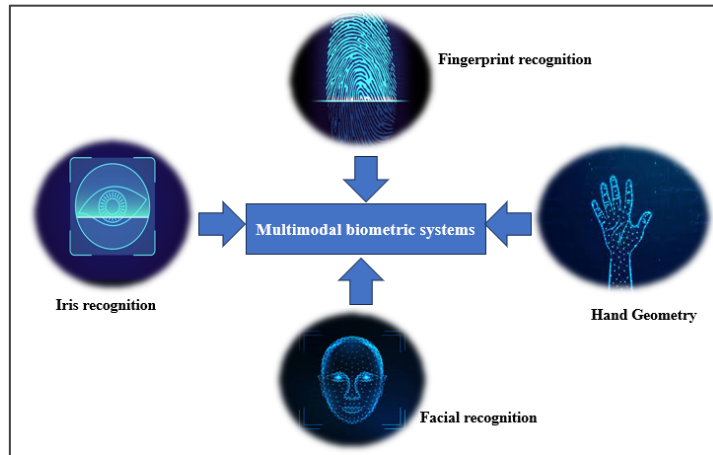 Fingerprint recognition
Multimodal biometric systems
Iris recognition
Hand Geometry
Facial recognition